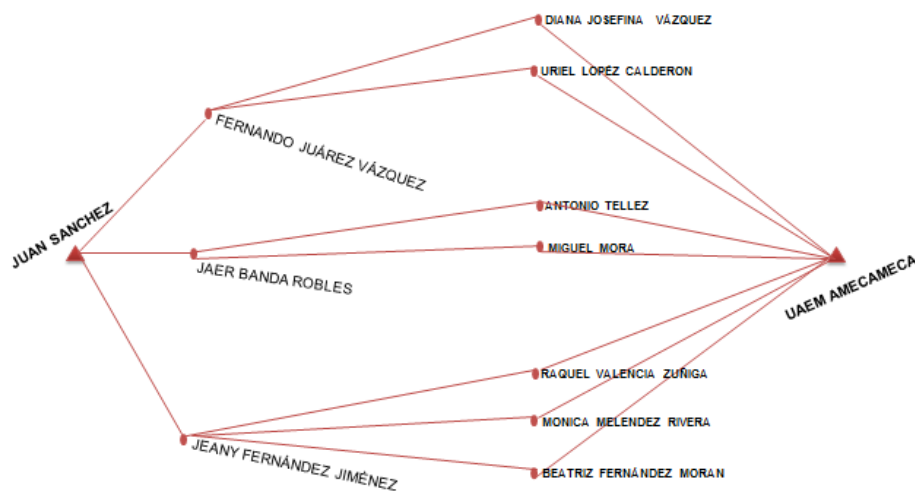 DIANA JOSEFINA VÁZQUEZ
URIEL LOPÉZ CALDERON
FERNANDO JUÁREZ VÁZQUEZ
ANTONIO TELLEZ
JUAN SANCHEZ
MIGUEL MORA
JAER BANDA ROBLES
UAEM AMECAMECA
RAQUEL VALENCIA ZUÑIGA
MONICA MELENDEZ RIVERA
JEANY FERNÁNDEZ JIMÉNEZ
BEATRIZ FERNÁNDEZ MORAN